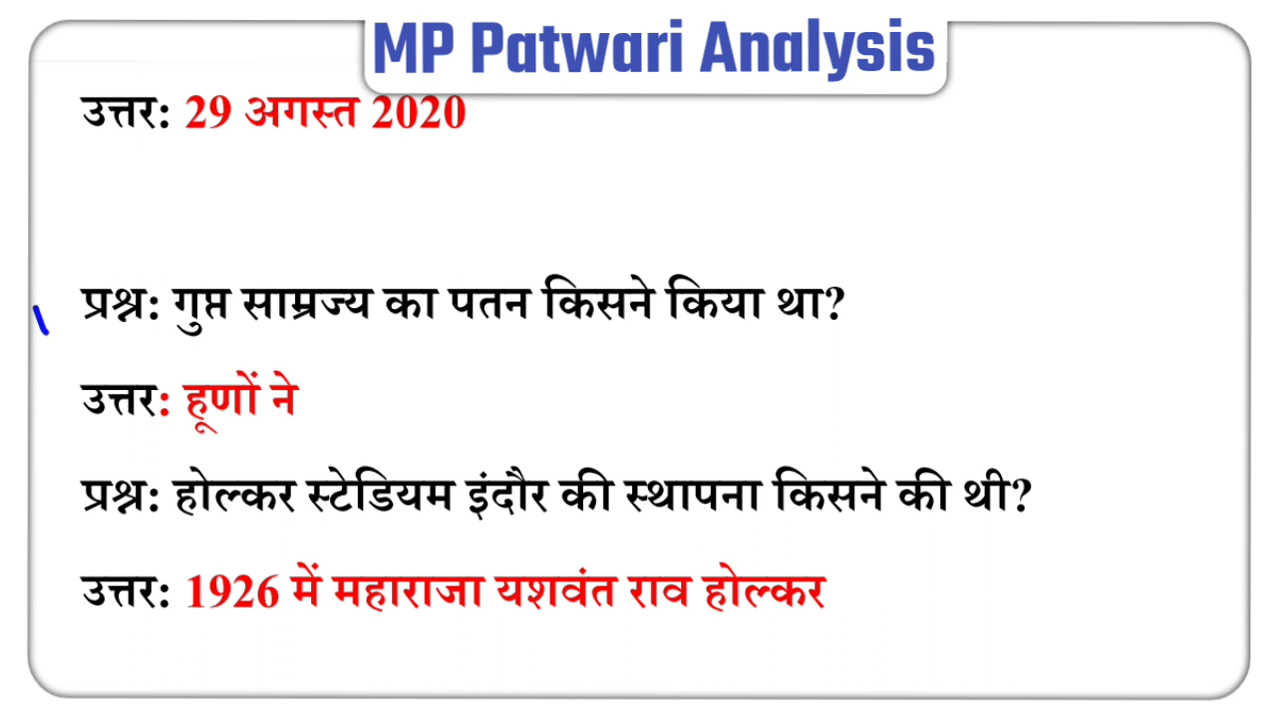 MP Patwari Analysis
उत्तर: 29 अगस्त 2020
प्रश्न: गुप्त साम्रज्य का पतन किसने किया था?
उत्तर: हूणों ने
प्रश्न: होल्कर स्टेडियम इंदौर की स्थापना किसने की थी?
उत्तर: 1926 में महाराजा यशवंत राव होल्कर